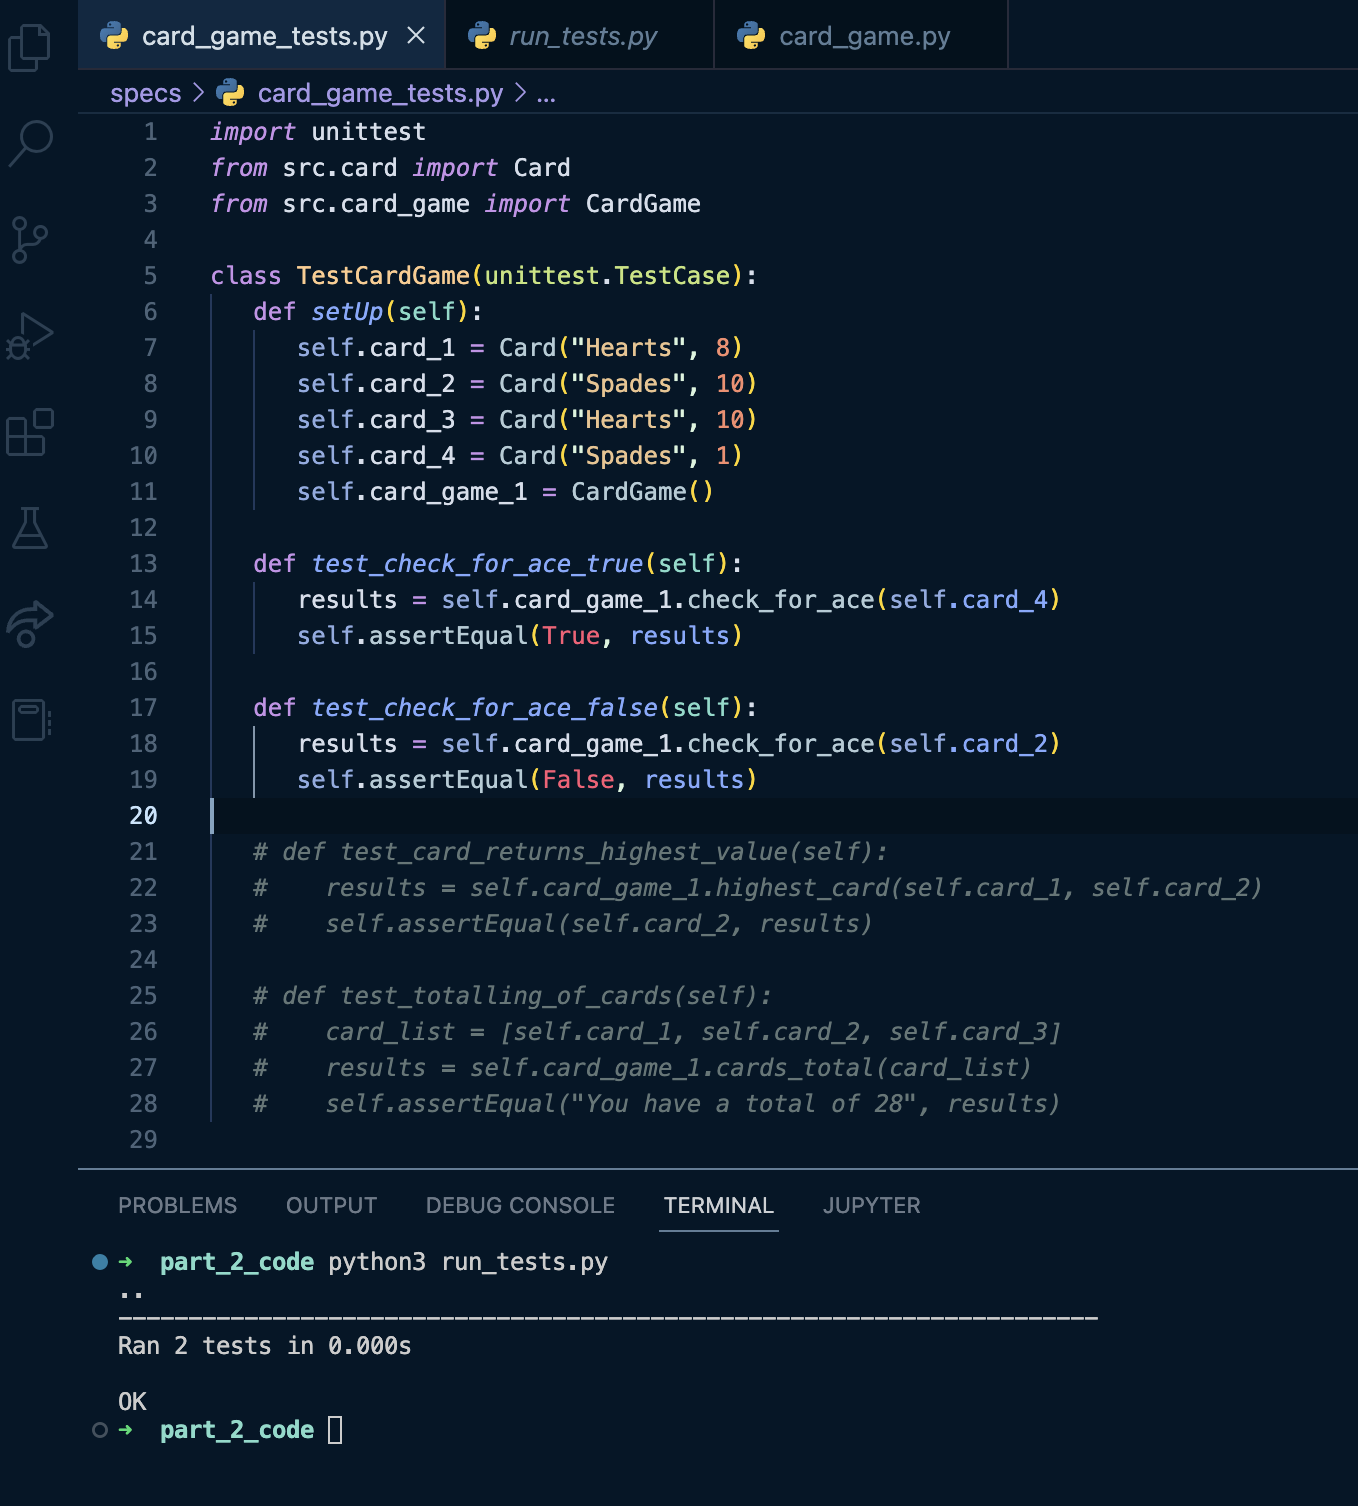 card_game_tests.py
run_tests.py
card_game.py
specs > card_game_tests.py > ...
1 import unittest
2 from src.card import Card
3 from src.card_game import CardGame
4
5 class TestCardGame(unittest.TestCase):
6 def setUp(self):
7 self.card_1 = Card("Hearts", 8)
8 self.card_2 = Card("Spades", 10)
9 self.card_3 = Card("Hearts", 10)
10 self.card_4 = Card("Spades", 1)
11 self.card_game_1 = CardGame()
12
13 def test_check_for_ace_true(self):
14 results = self.card_game_1.check_for_ace(self.card_4)
15 self.assertEqual(True, results)
16
17 def test_check_for_ace_false(self):
18 results = self.card_game_1.check_for_ace(self.card_2)
19 self.assertEqual(False, results)
20
21 # def test_card_returns_highest_value(self):
22 #    results = self.card_game_1.highest_card(self.card_1, self.card_2)
23 #    self.assertEqual(self.card_2, results)
24
25 # def test_totalling_of_cards(self):
26 #    card_list = [self.card_1, self.card_2, self.card_3]
27 #    results = self.card_game_1.cards_total(card_list)
28 #    self.assertEqual("You have a total of 28", results)
29
PROBLEMS OUTPUT DEBUG CONSOLE TERMINAL JUPYTER
➜ part_2_code python3 run_tests.py
..
----------------------------------------------------------------------
Ran 2 tests in 0.000s
OK
➜ part_2_code